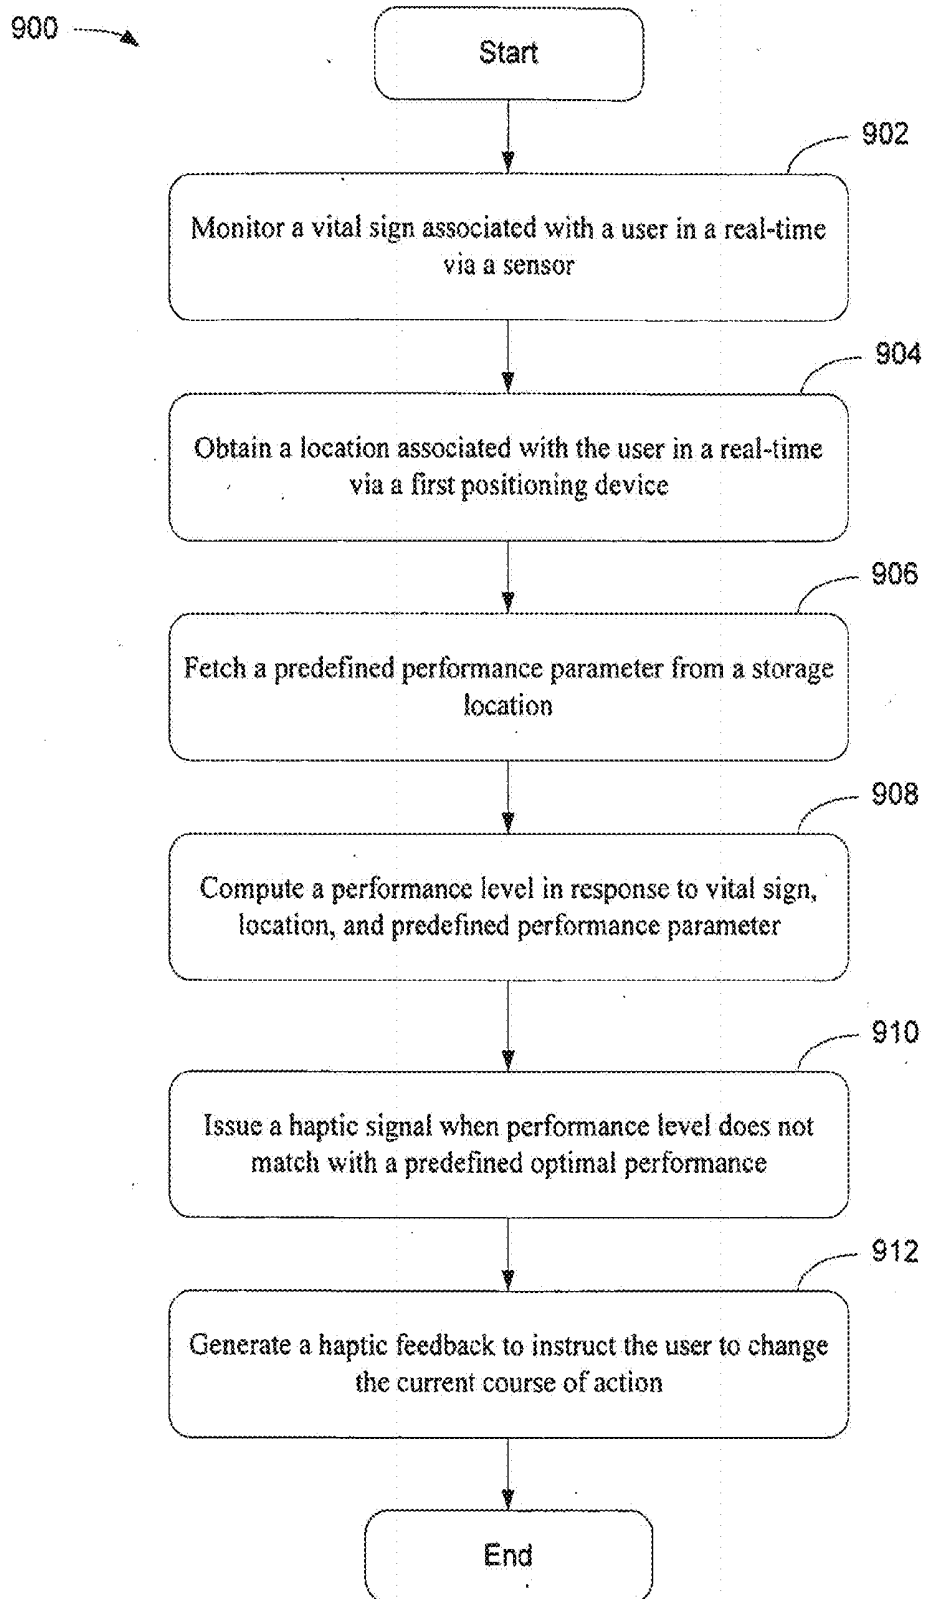 900
Start
902
Monitor a vital sign associated with a user in a real-time
via a sensor
904
Obtain a location associated with the user in a real-time
via a first positioning device
906
Fetch a predefined performance parameter from a storage
location
908
Compute a performance level in response to vital sign,
location, and predefined performance parameter
910
Issue a haptic signal when performance level does not
match with a predefined optimal performance
912
Generate a haptic feedback to instruct the user to change
the current course of action
End